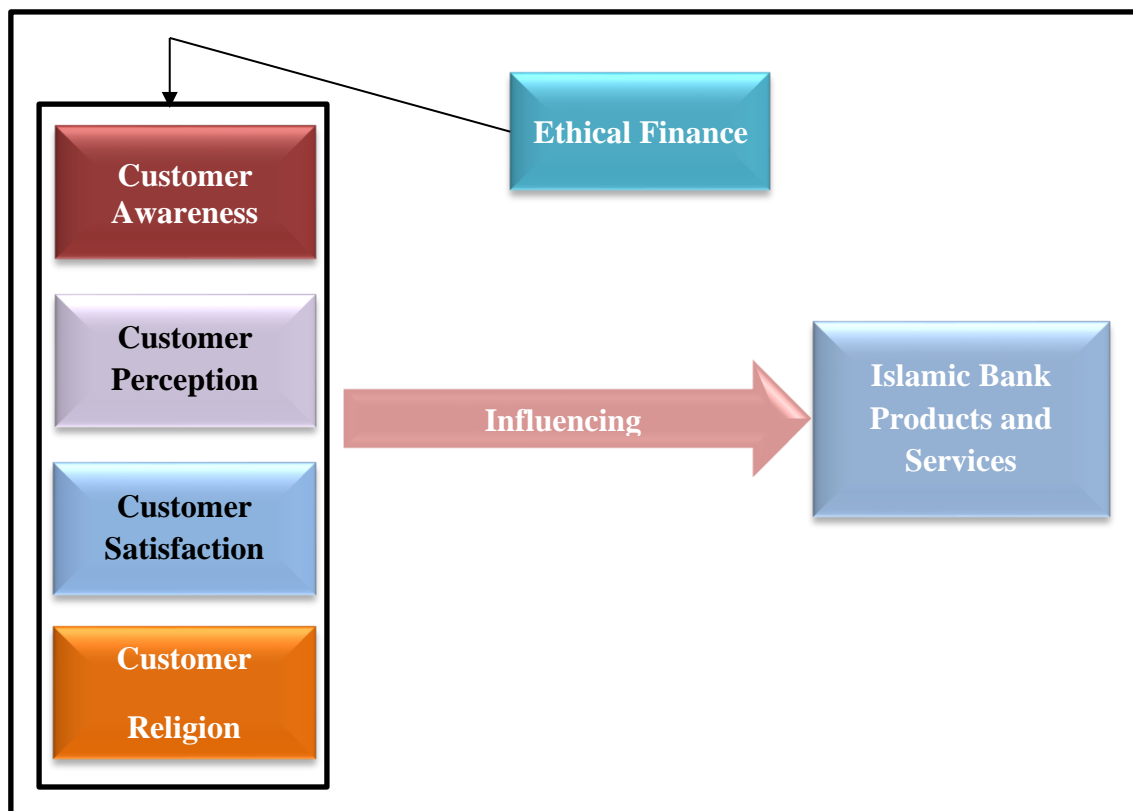 Ethical Finance
Customer
Awareness
Customer
Perception
Customer
Satisfaction
Customer
Religion
Influencing
Islamic Bank
Products and
Services